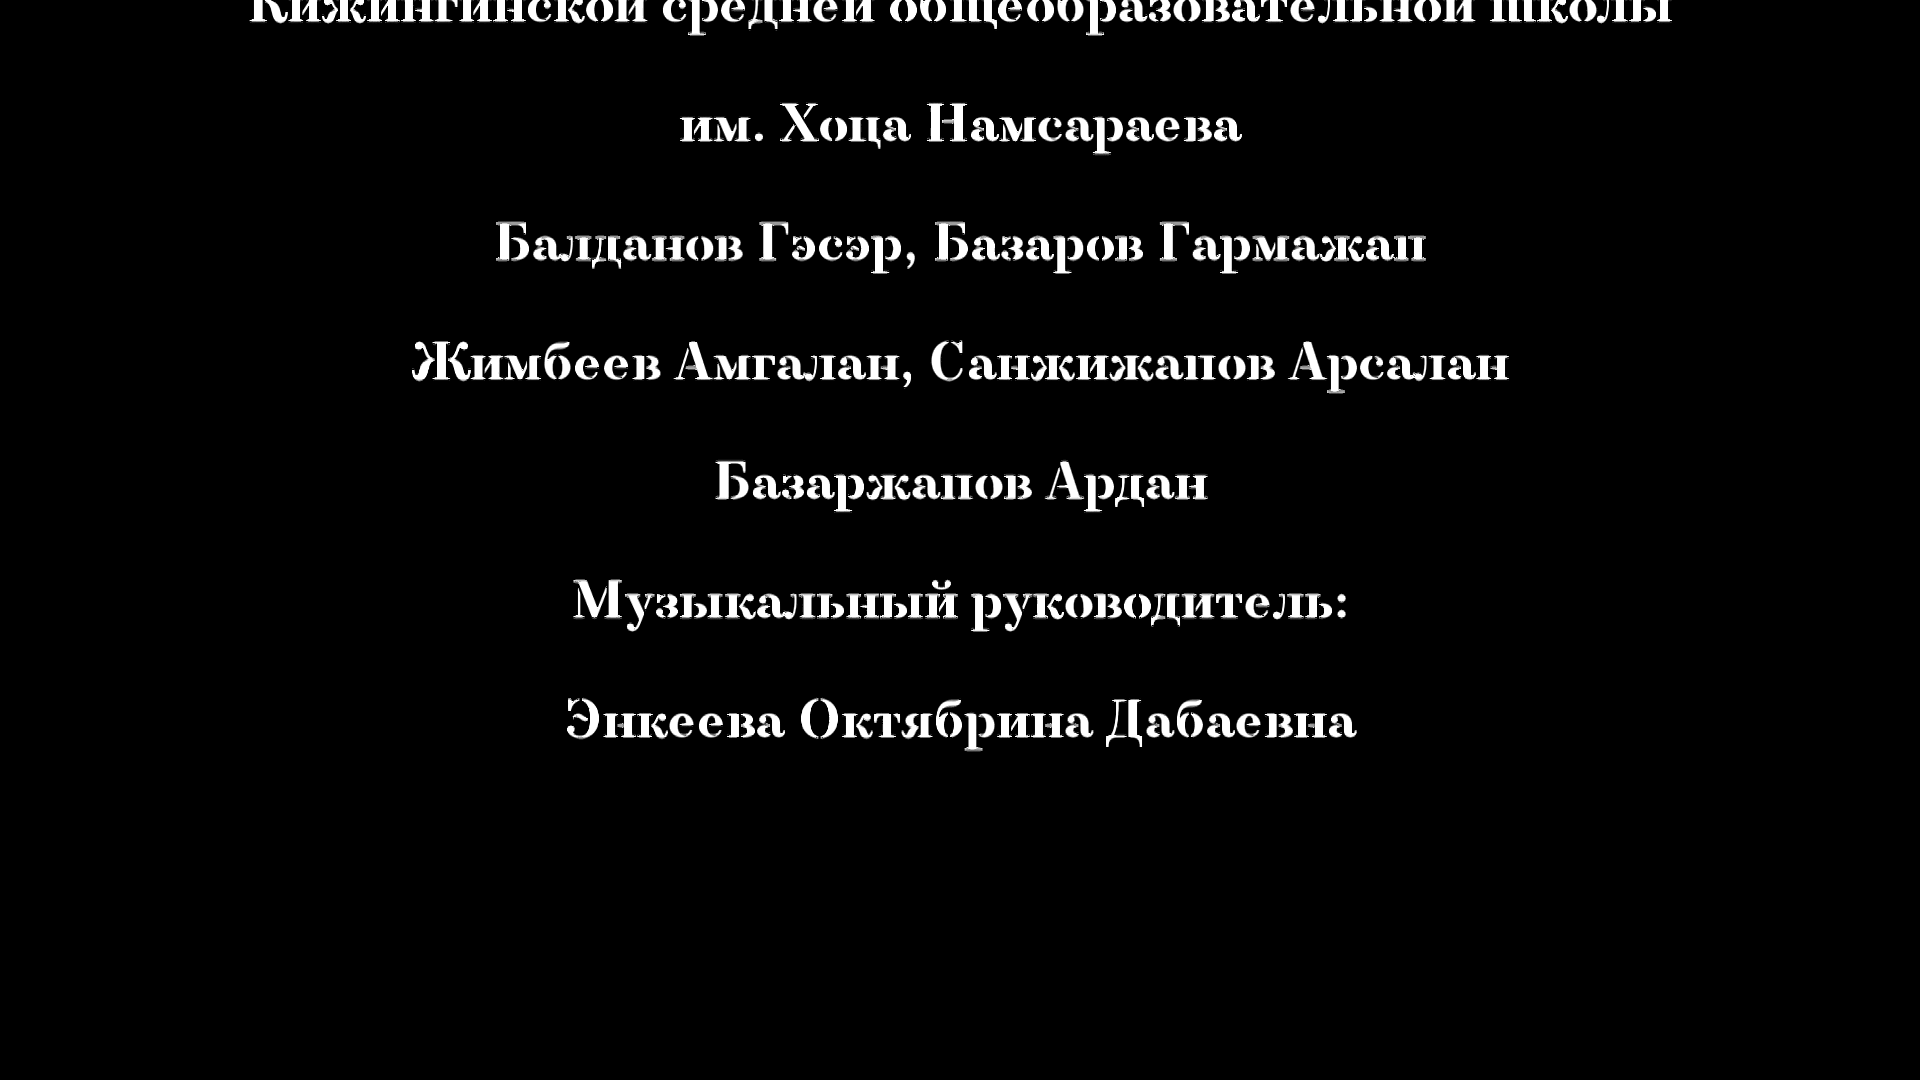 Кижингинской средней общеобразовательной школы
им. Хоца Намсараева
Балданов Гэсэр, Базаров Гармажап
Жимбеев Амгалан, Санжижапов Арсалан
Базаржапов Ардан
Музыкальный руководитель:
Энкеева Октябрина Дабаевна